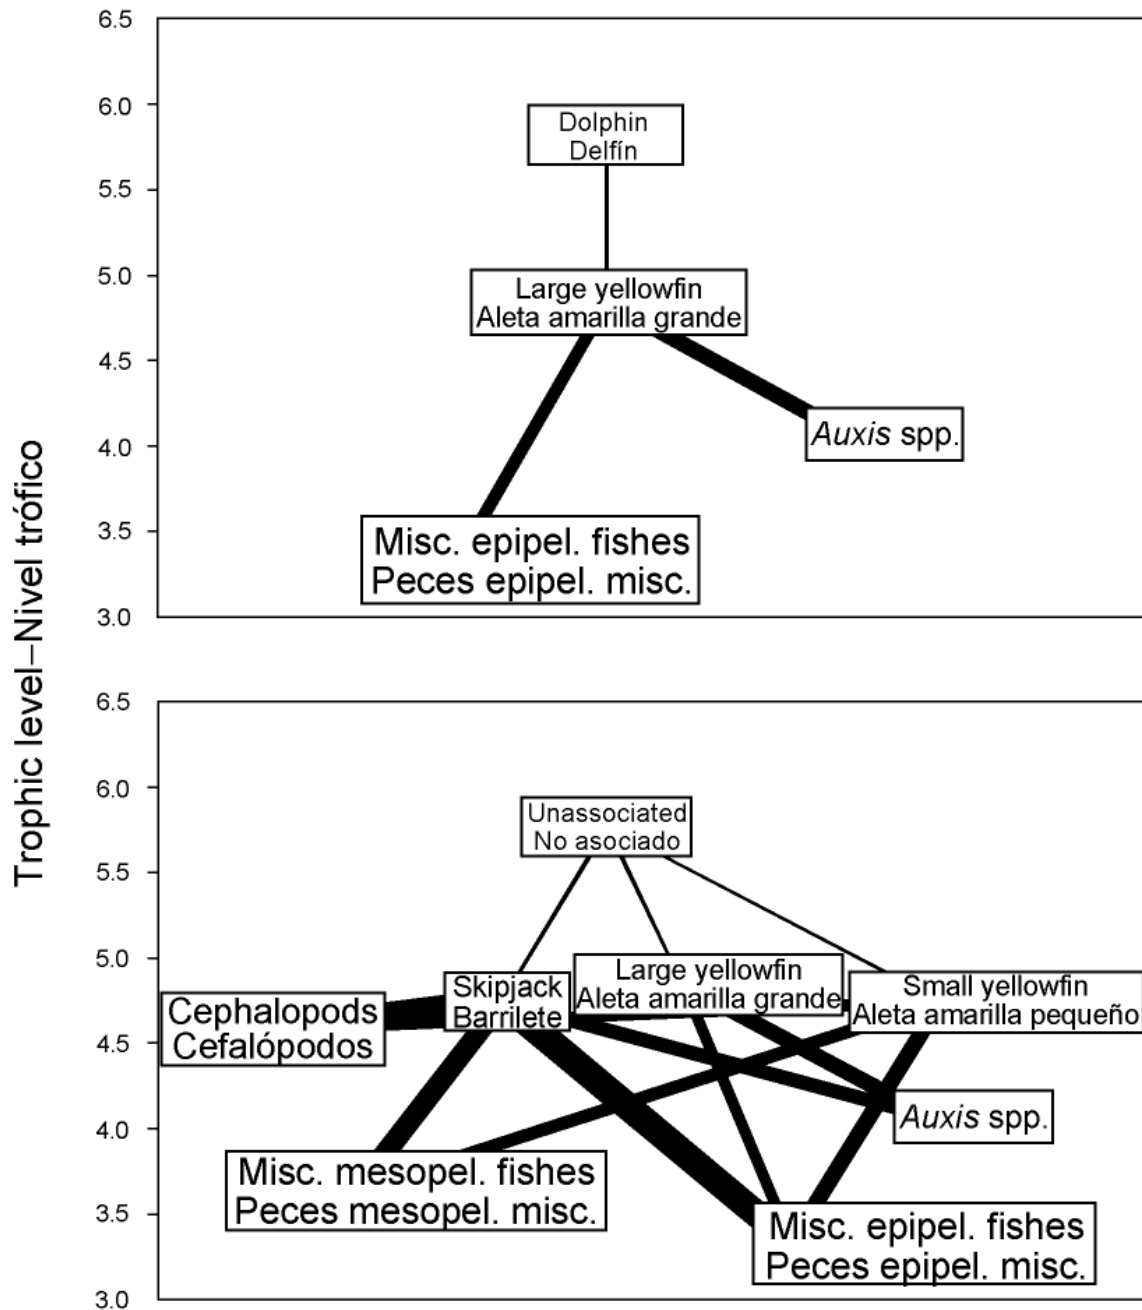 Trophic level–Nivel trófico
6.5
6.0
5.5
5.0
4.5
4.0
3.5
3.0
Dolphin
Delfín
Large yellowfin
Aleta amarilla grande
Auxis spp.
Misc. epipel. fishes
Peces epipel. misc.
6.5
6.0
5.5
5.0
4.5
4.0
3.5
3.0
Unassociated
No asociado
Large yellowfin
Aleta amarilla grande
Skipjack
Barrilete
Small yellowfin
Aleta amarilla pequeño
Cephalopods
Cefalópodos
Auxis spp.
Misc. mesopel. fishes
Peces mesopel. misc.
Misc. epipel. fishes
Peces epipel. misc.